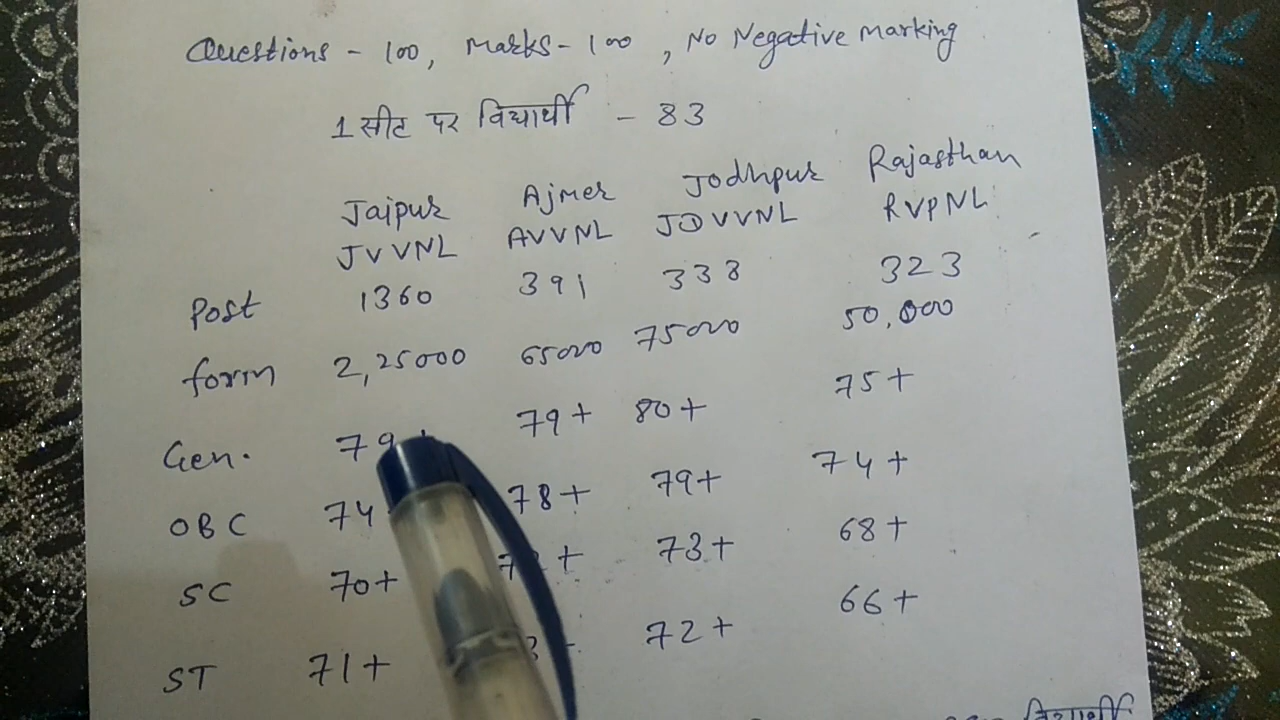 Questions - 100, Marks - 100, No Negative Marking
1 सीट पर विद्यार्थी - 83
Jaipur Ajmer Jodhpur Rajasthan
JVVNL AVVNL JDVVNL RVPNL
Post 1360 391 338 323
form 2,25000 65000 75000 50,000
Gen. 79+ 79+ 80+ 75+
OBC 74 78+ 79+ 74+
SC 70+ + 73+ 68+
ST 71+ 72+ 66+
विद्यार्थी